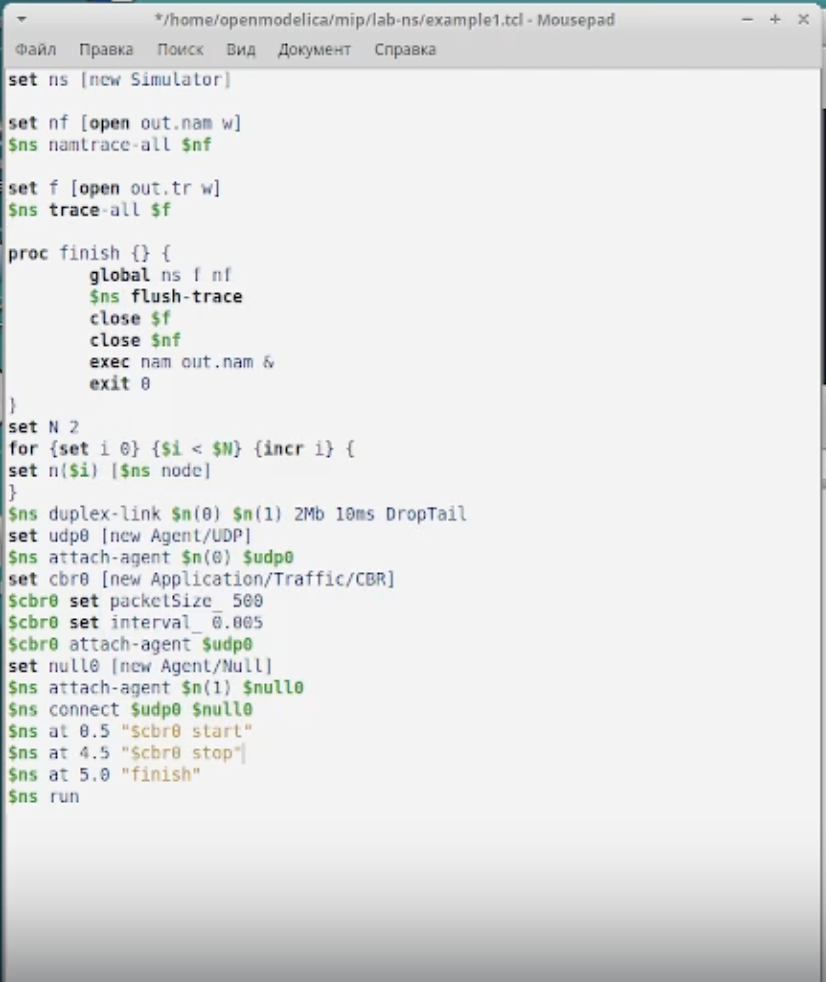 */home/openmodelica/mip/lab-ns/example1.tcl - Mousepad
Файл Правка Поиск Вид Документ Справка
set ns [new Simulator]
set nf [open out.nam w]
$ns namtrace-all $nf
set f [open out.tr w]
$ns trace-all $f
proc finish {} {
global ns f nf
$ns flush-trace
close $f
close $nf
exec nam out.nam &
exit 0
}
set N 2
for {set i 0} {$i < $N} {incr i} {
set n($i) [$ns node]
}
$ns duplex-link $n(0) $n(1) 2Mb 10ms DropTail
set udp0 [new Agent/UDP]
$ns attach-agent $n(0) $udp0
set cbr0 [new Application/Traffic/CBR]
$cbr0 set packetSize_ 500
$cbr0 set interval_ 0.005
$cbr0 attach-agent $udp0
set null0 [new Agent/Null]
$ns attach-agent $n(1) $null0
$ns connect $udp0 $null0
$ns at 0.5 "$cbr0 start"
$ns at 4.5 "$cbr0 stop"
$ns at 5.0 "finish"
$ns run